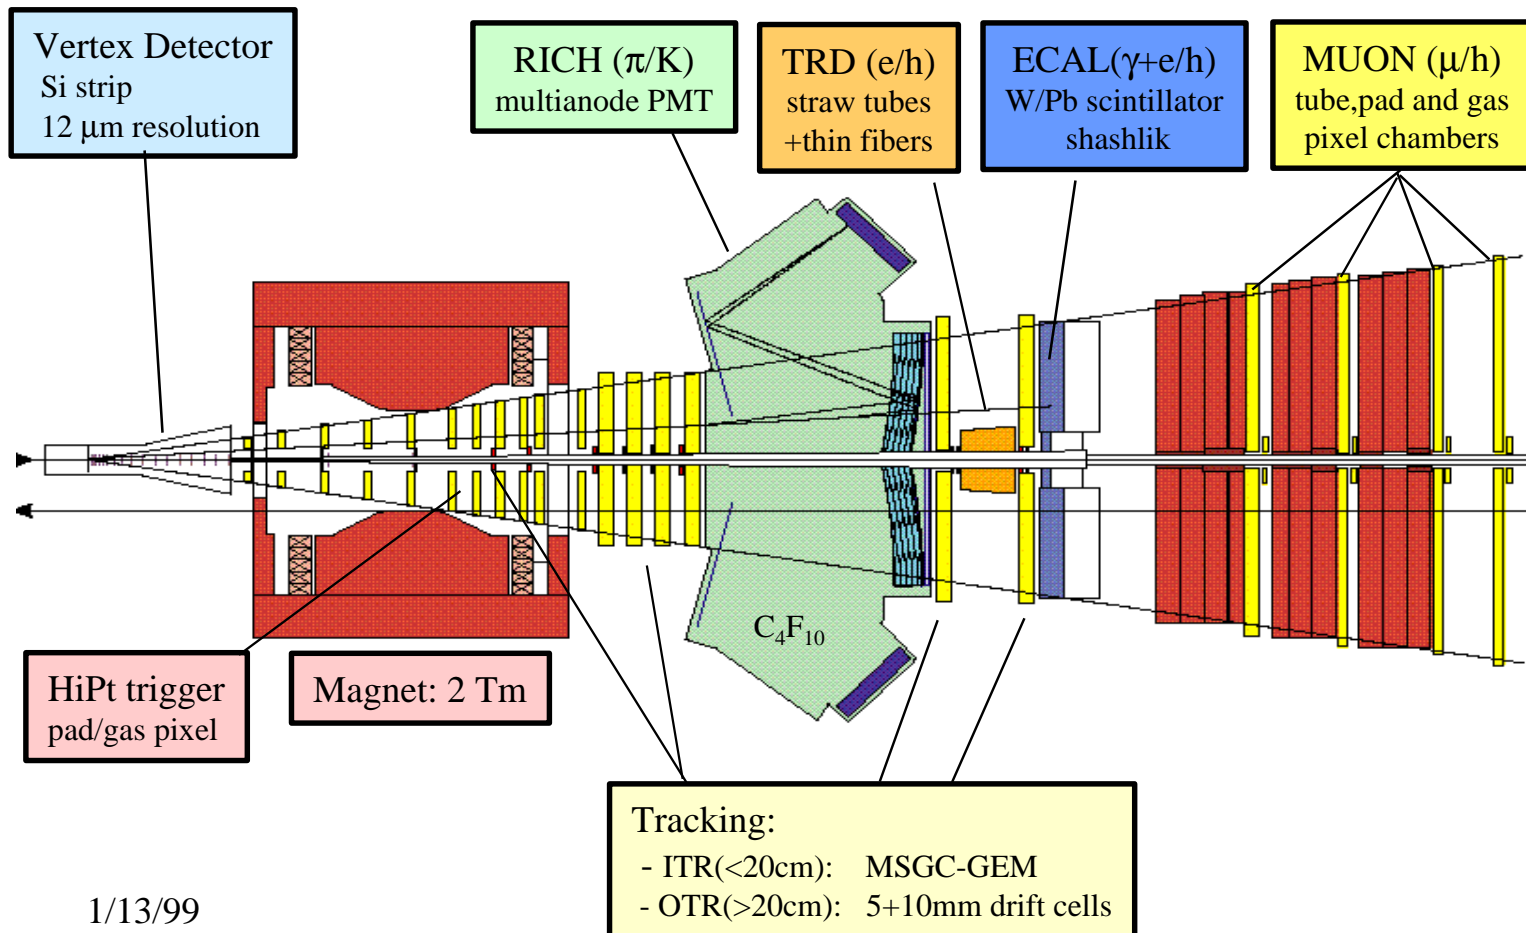 Vertex Detector
Si strip
12 μm resolution
RICH (π/K)
multianode PMT
TRD (e/h)
straw tubes
+thin fibers
ECAL(γ+e/h)
W/Pb scintillator
shashlik
MUON (μ/h)
tube,pad and gas
pixel chambers
C₄F₁₀
HiPt trigger
pad/gas pixel
Magnet: 2 Tm
Tracking:
- ITR(<20cm): MSGC-GEM
- OTR(>20cm): 5+10mm drift cells
1/13/99